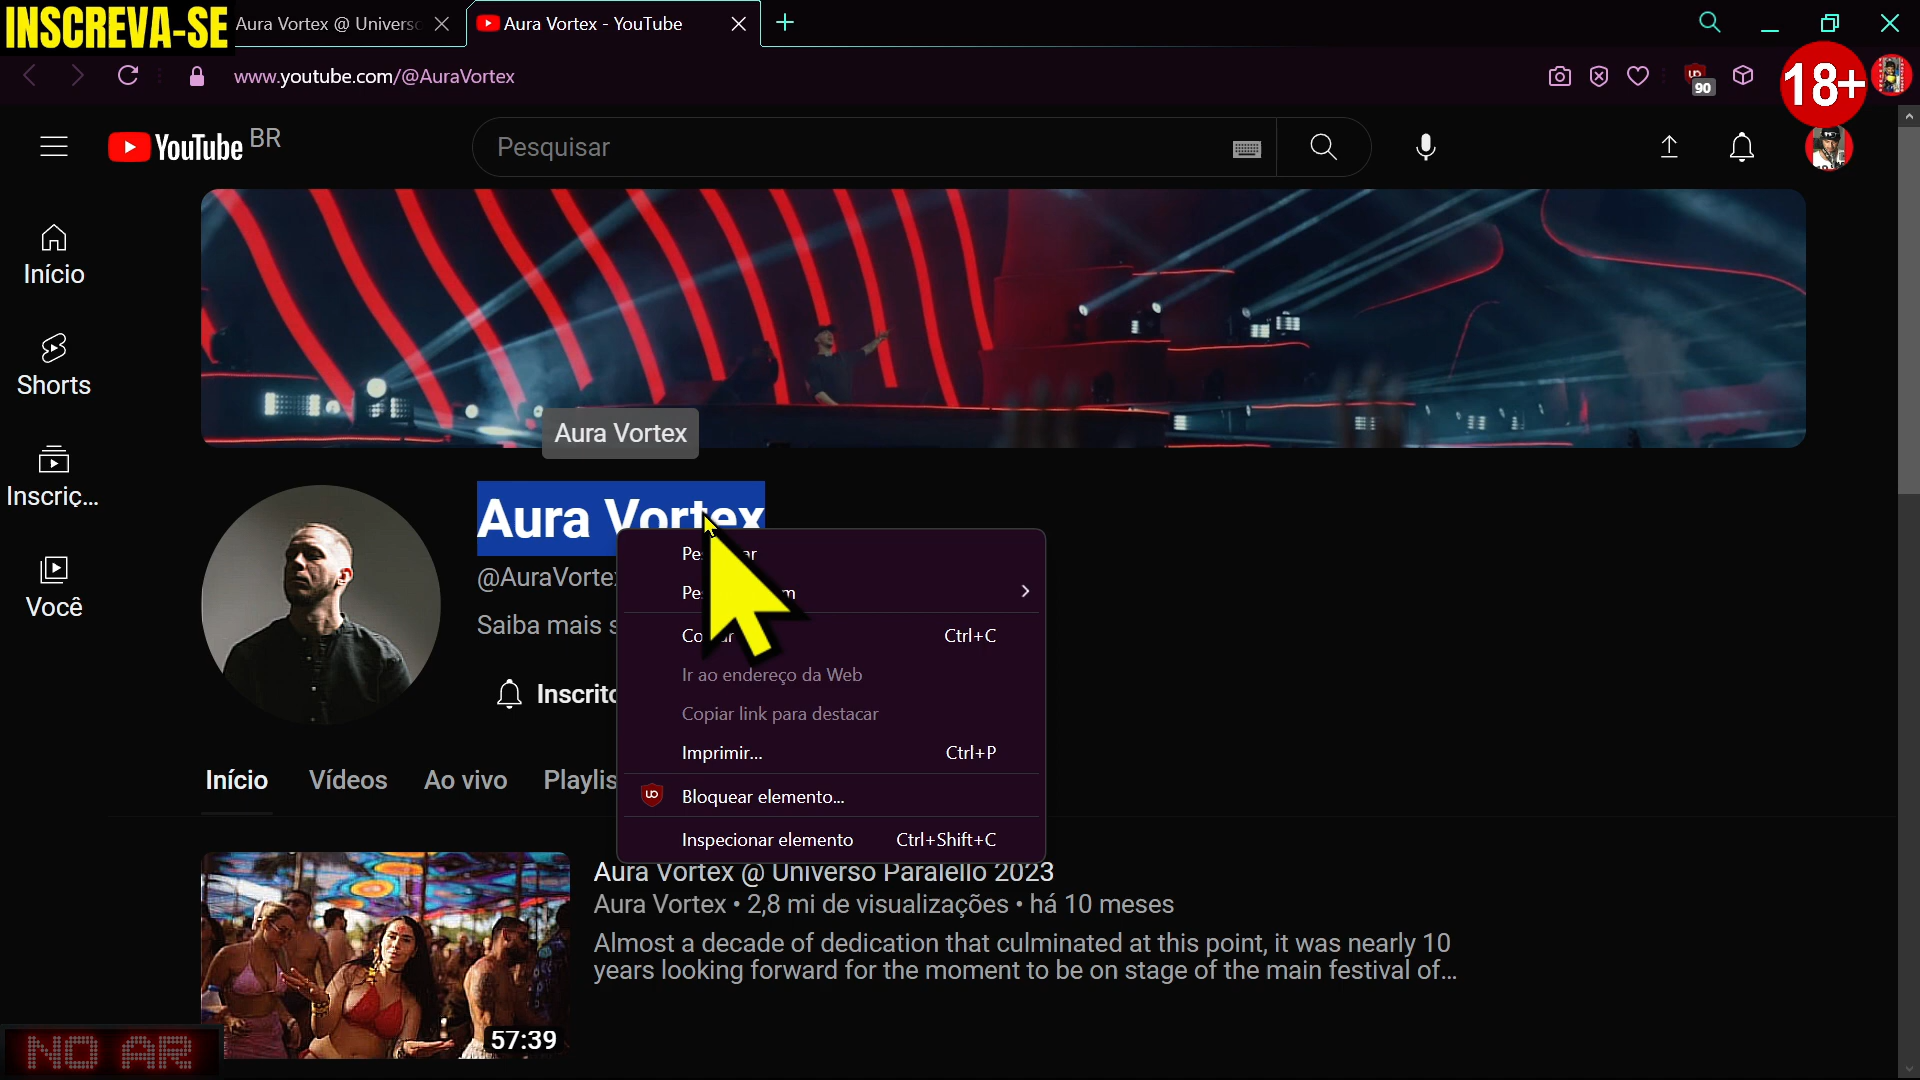 INSCREVA-SE
Aura Vortex @ Universo
Aura Vortex - YouTube
www.youtube.com/@AuraVortex
90
18+
YouTube BR
Pesquisar
Início
Shorts
Inscriç...
Você
Aura Vortex
Aura Vortex
@AuraVortex
Saiba mais
Inscrito
Início
Vídeos
Ao vivo
Playlis
Ctrl+C
Ir ao endereço da Web
Copiar link para destacar
Imprimir...
Ctrl+P
Bloquear elemento...
Inspecionar elemento
Ctrl+Shift+C
Aura Vortex @ Universo Paralello 2023
Aura Vortex • 2,8 mi de visualizações • há 10 meses
Almost a decade of dedication that culminated at this point, it was nearly 10
years looking forward for the moment to be on stage of the main festival of...
57:39
NO AR